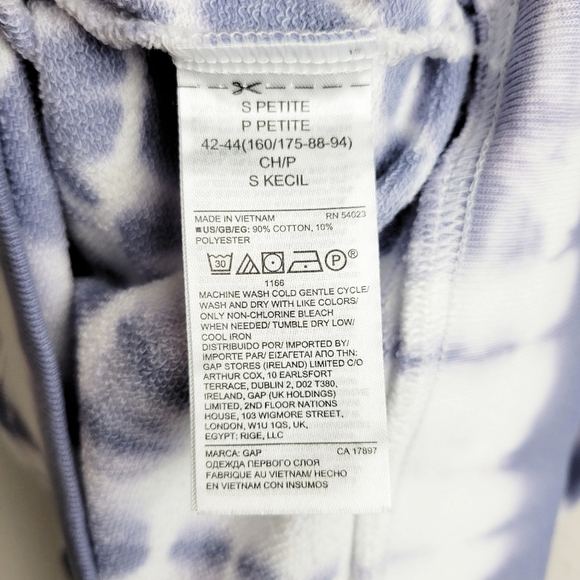 S PETITE
P PETITE
42-44(160/175-88-94)
CH/P
S KECIL
MADE IN VIETNAM RN 54023
■US/GB/EG: 90% COTTON, 10%
POLYESTER
30 P ®
1166
MACHINE WASH COLD GENTLE CYCLE/
WASH AND DRY WITH LIKE COLORS/
ONLY NON-CHLORINE BLEACH
WHEN NEEDED/ TUMBLE DRY LOW/
COOL IRON
DISTRIBUIDO POR/ IMPORTED BY/
IMPORTE PAR/ ΕΙΣΑΓΕΤΑΙ ΑΠΟ ΤΗΝ:
GAP STORES (IRELAND) LIMITED C/O
ARTHUR COX, 10 EARLSFORT
TERRACE, DUBLIN 2, D02 T380,
IRELAND, GAP (UK HOLDINGS)
LIMITED, 2ND FLOOR NATIONS
HOUSE, 103 WIGMORE STREET,
LONDON, W1U 1QS, UK,
EGYPT: RIGE, LLC
MARCA: GAP CA 17897
ОДЕЖДА ПЕРВОГО СЛОЯ
FABRIQUE AU VIETNAM/ HECHO
EN VIETNAM CON INSUMOS